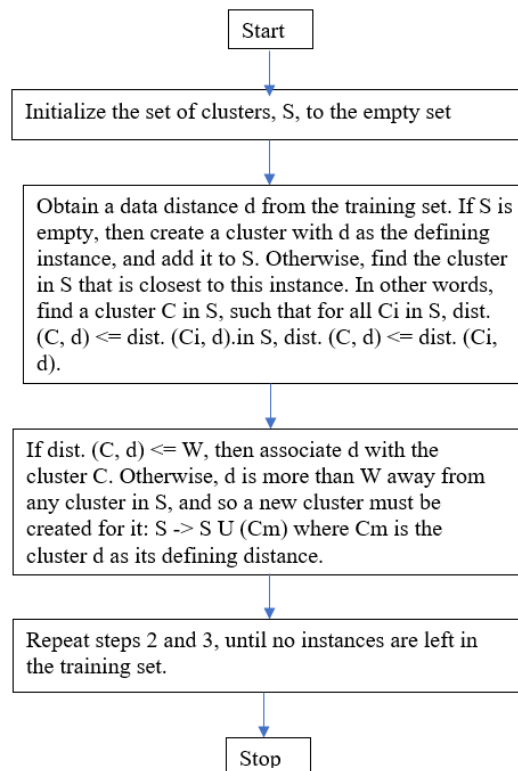 Start
Initialize the set of clusters, S, to the empty set
Obtain a data distance d from the training set. If S is
empty, then create a cluster with d as the defining
instance, and add it to S. Otherwise, find the cluster
in S that is closest to this instance. In other words,
find a cluster C in S, such that for all Ci in S, dist.
(C, d) <= dist. (Ci, d).in S, dist. (C, d) <= dist. (Ci,
d).
If dist. (C, d) <= W, then associate d with the
cluster C. Otherwise, d is more than W away from
any cluster in S, and so a new cluster must be
created for it: S -> S U (Cm) where Cm is the
cluster d as its defining distance.
Repeat steps 2 and 3, until no instances are left in
the training set.
Stop